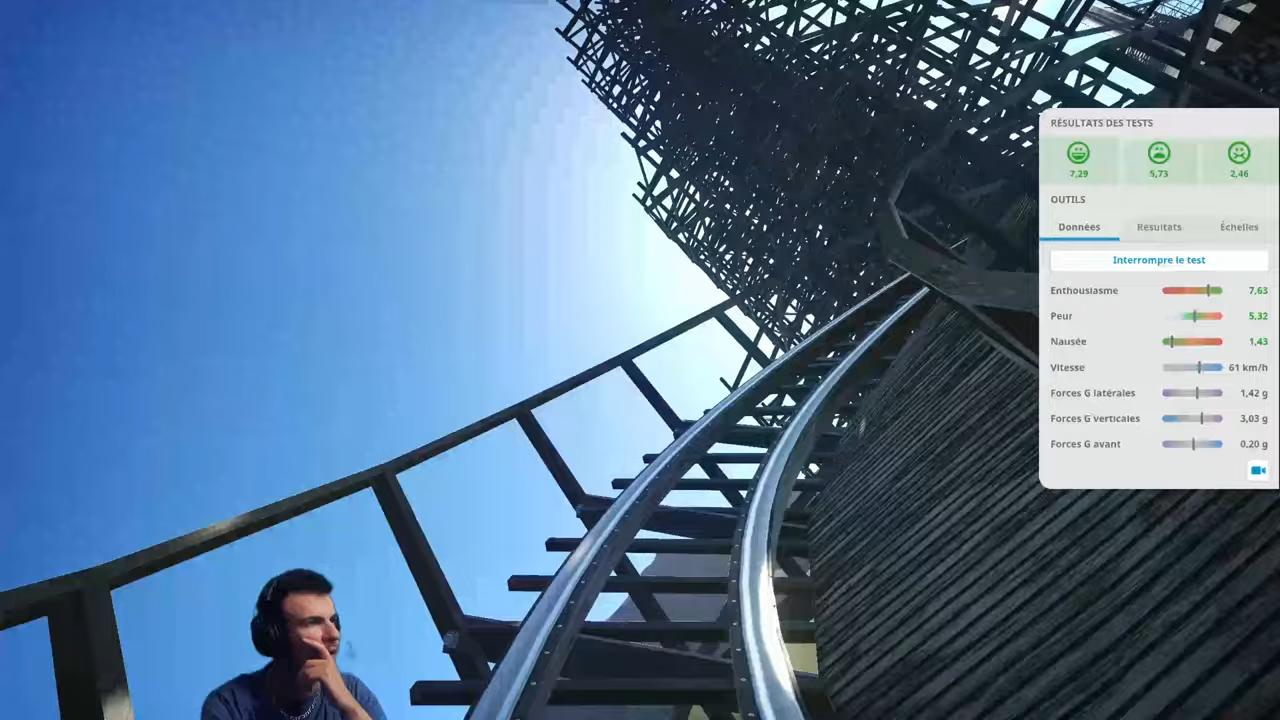 RÉSULTATS DES TESTS
7,29 5,73 2,46
OUTILS
Données Résultats Échelles
Interrompre le test
Enthousiasme 7,63
Peur 5,32
Nausée 1,43
Vitesse 61 km/h
Forces G latérales 1,42 g
Forces G verticales 3,03 g
Forces G avant 0,20 g